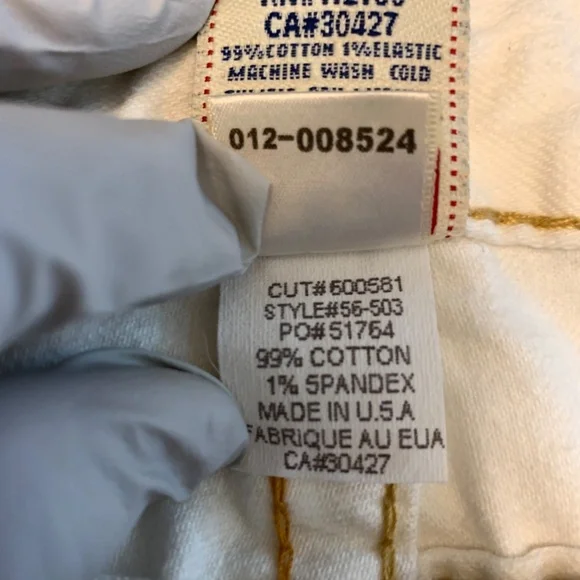 CA#30427
99%COTTON 1%ELASTIC
MACHINE WASH COLD
012-008524
CUT#600581
STYLE#56-503
PO#51764
99% COTTON
1% SPANDEX
MADE IN U.S.A
FABRIQUE AU EUA
CA#30427